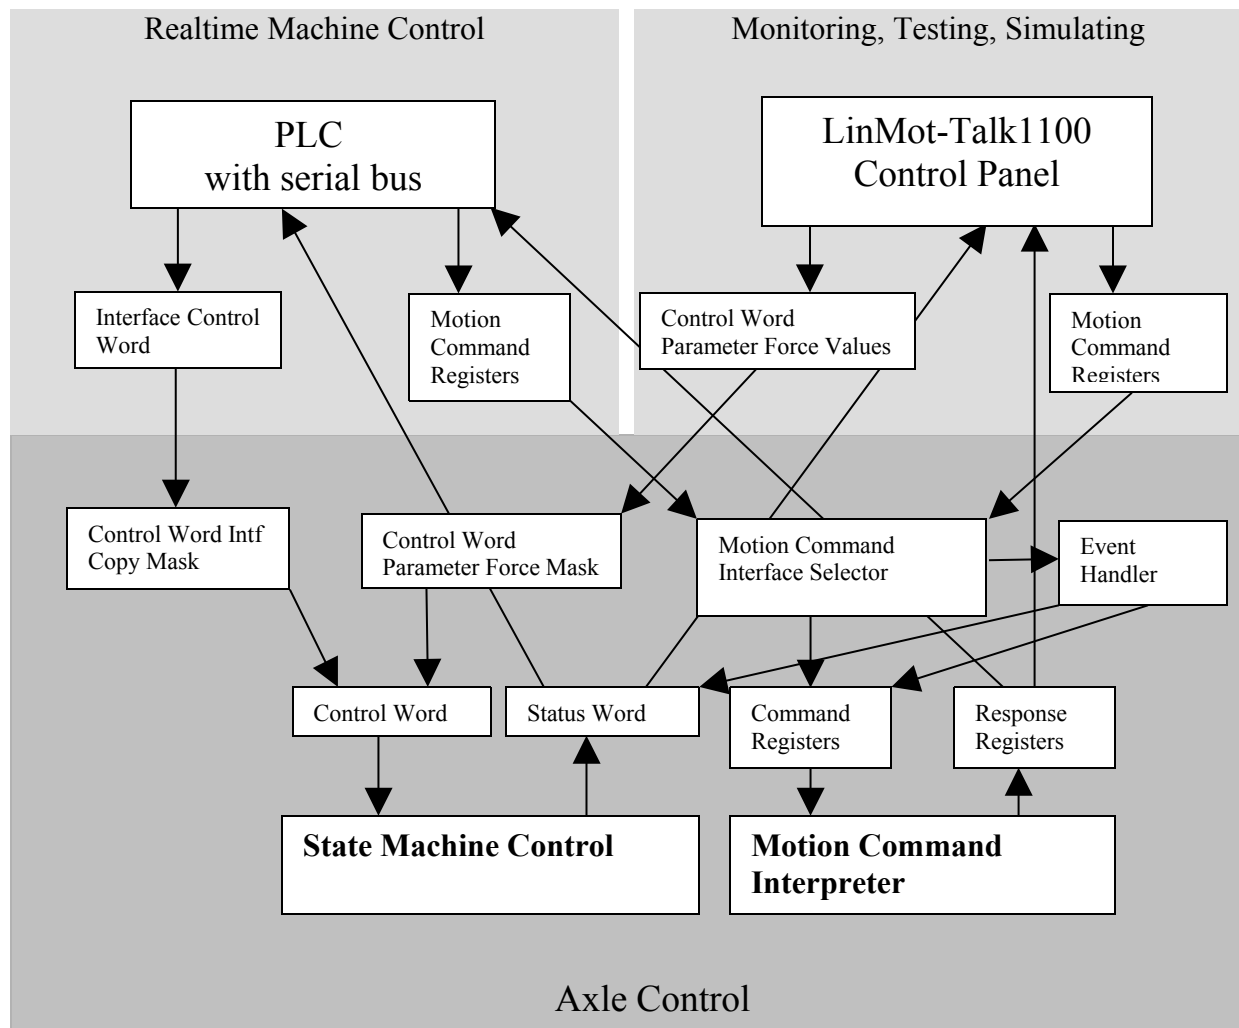 Realtime Machine Control
Monitoring, Testing, Simulating
PLC
with serial bus
LinMot-Talk1100
Control Panel
Interface Control
Word
Motion
Command
Registers
Control Word
Parameter Force Values
Motion
Command
Registers
Control Word Intf
Copy Mask
Control Word
Parameter Force Mask
Motion Command
Interface Selector
Event
Handler
Control Word
Status Word
Command
Registers
Response
Registers
State Machine Control
Motion Command
Interpreter
Axle Control